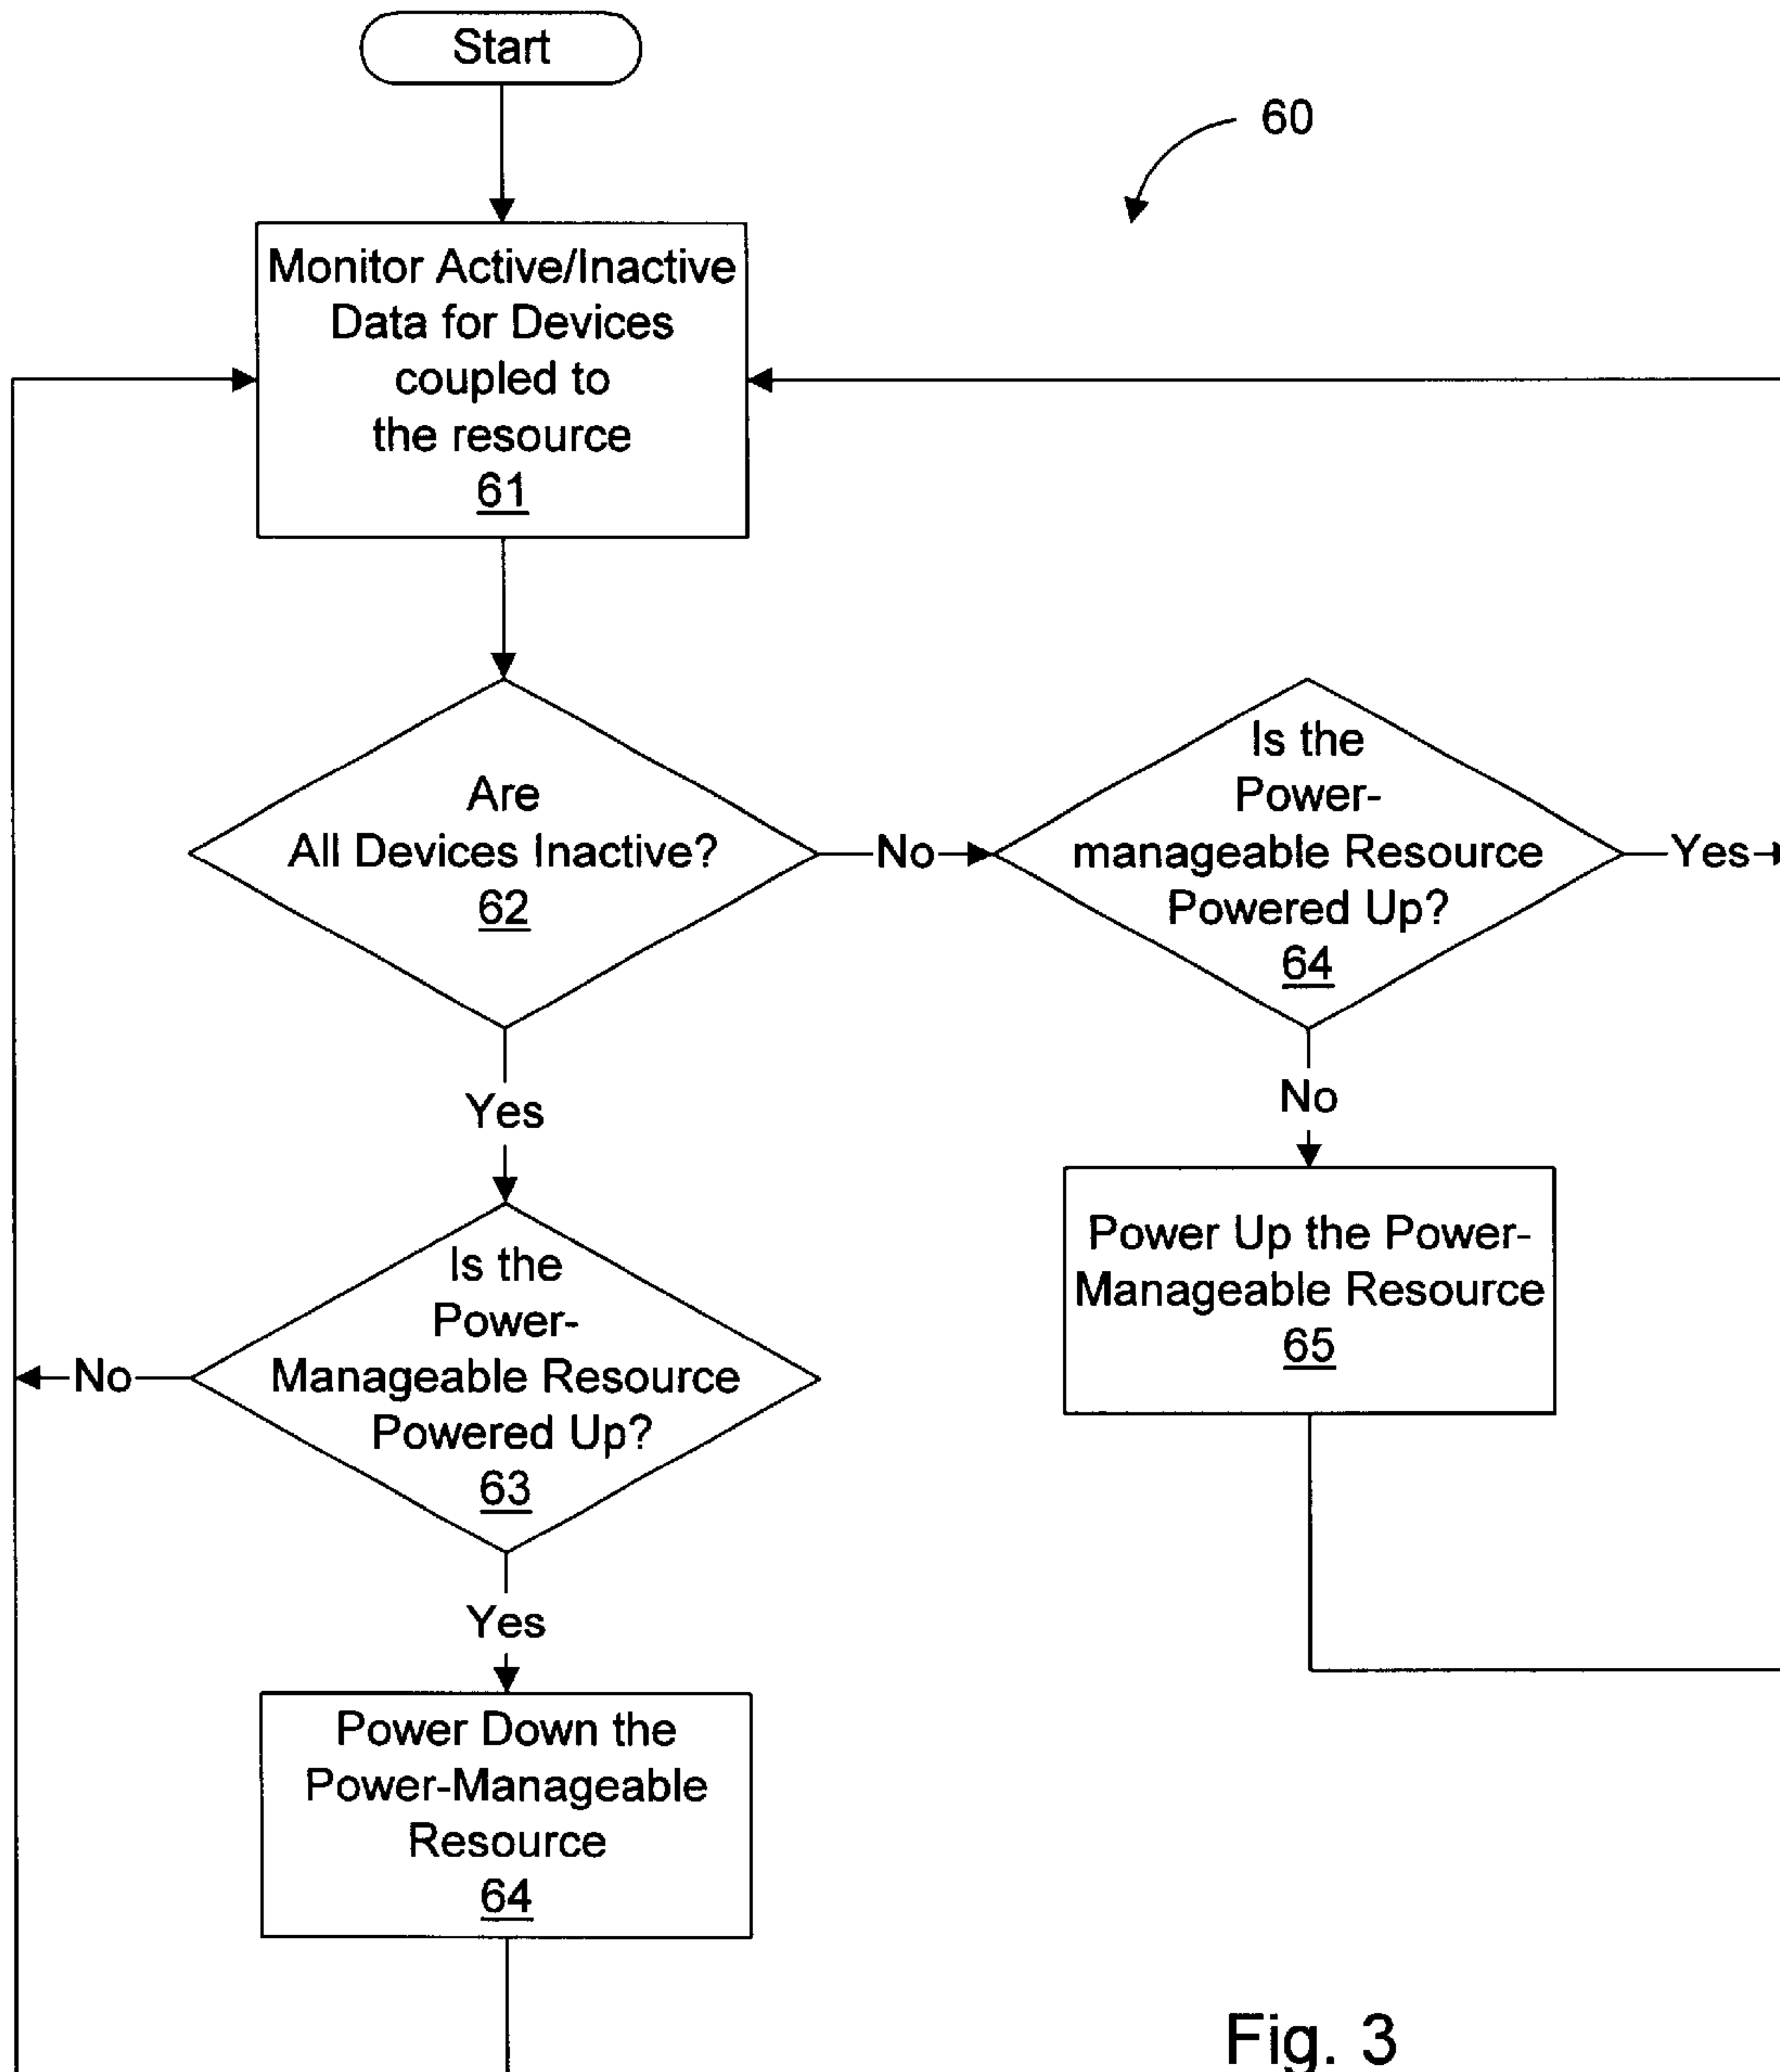 Start
60
Monitor Active/Inactive
Data for Devices
coupled to
the resource
61
Are
All Devices Inactive?
62
No
Is the
Power-
manageable Resource
Powered Up?
64
Yes
Yes
No
Is the
Power-
Manageable Resource
Powered Up?
63
No
Power Up the Power-
Manageable Resource
65
Yes
Power Down the
Power-Manageable
Resource
64
Fig. 3